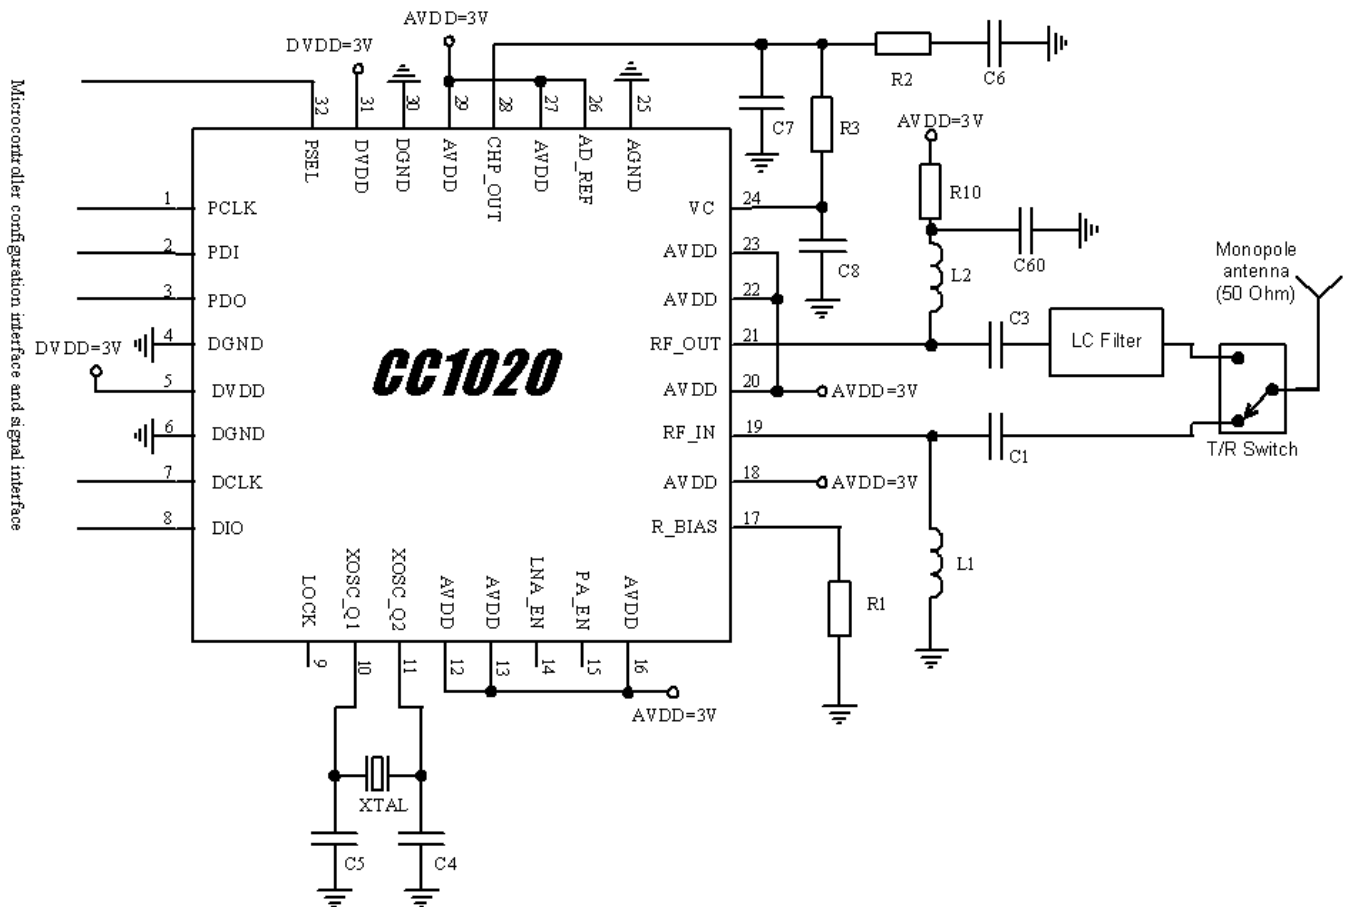 AVDD=3V
DVDD=3V
Microcontroller configuration interface and signal interface
32
31
30
29
28
27
26
25
PSEL
DVDD
DGND
AVDD
CHP_OUT
AVDD
AD_REF
AGND
R2
C6
C7
R3
AVDD=3V
R10
C60
L2
C8
1
PCLK
2
PDI
3
PDO
4
DGND
DVDD=3V
5
DVDD
6
DGND
7
DCLK
8
DIO
CC1020
VC
24
AVDD
23
AVDD
22
RF_OUT
21
AVDD
20
AVDD=3V
RF_IN
19
AVDD
18
AVDD=3V
R_BIAS
17
C3
LC Filter
C1
Monopole
antenna
(50 Ohm)
T/R Switch
L1
R1
LOCK
XOSC_Q1
XOSC_Q2
AVDD
AVDD
LNA_EN
PA_EN
AVDD
9
10
11
12
13
14
15
16
AVDD=3V
XTAL
C5
C4